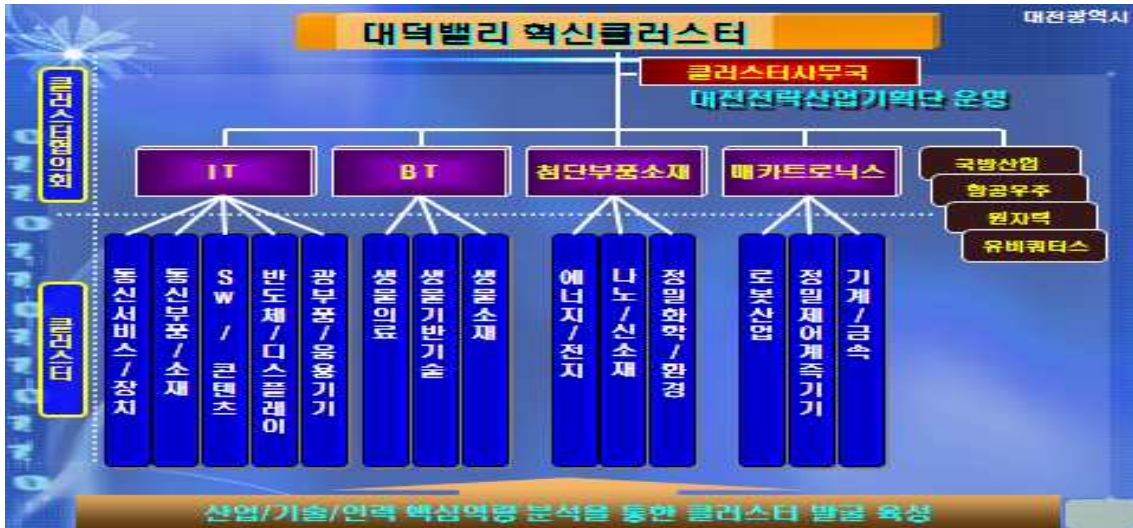 대전광역시
대덕밸리 혁신클러스터
클러스터사무국
대전전략산업기획단 운영
클러스터협의회
IT
BT
첨단부품소재
매카트로닉스
국방산업
항공우주
원자력
유비쿼터스
클러스터
통신서비스/장치
통신부품/소재
SW / 콘텐츠
반도체/디스플레이
광부품/응용기기
생물의료
생물기반기술
생물소재
에너지/전지
나노/신소재
정밀화학/환경
로봇산업
정밀제어계측기기
기계/금속
산업/기술/인력 핵심역량 분석을 통한 클러스터 발굴 육성